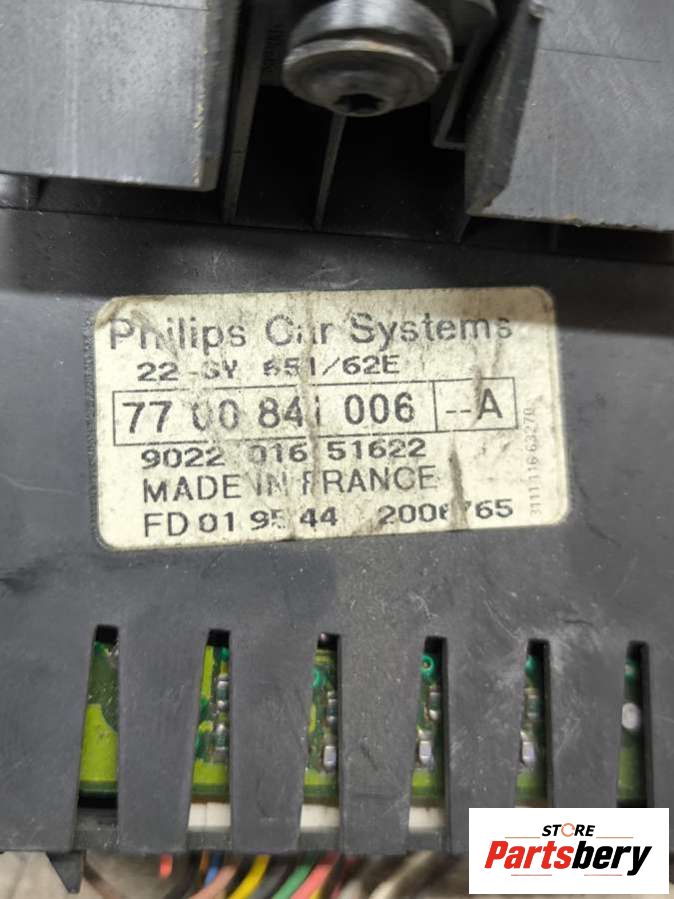 Philips Car Systems
22-SY 651/62E
77 00 841 006 --A
9022 016 51622
MADE IN FRANCE
FD 01 95 44 2006765
STORE
Partsbery